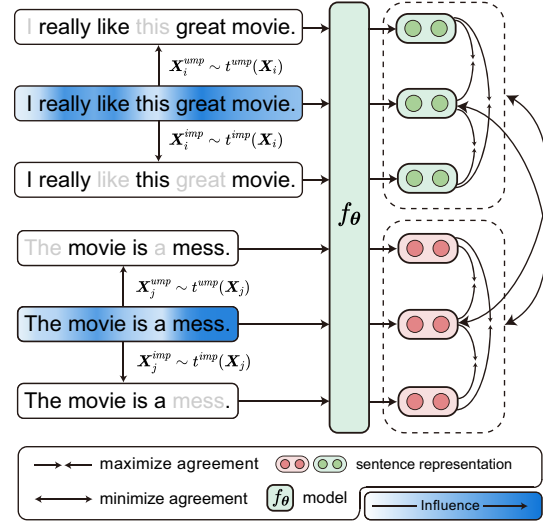 I really like this great movie.
X_i^{ump} ~ t^{ump}(X_i)
I really like this great movie.
X_i^{imp} ~ t^{imp}(X_i)
I really like this great movie.
f_θ
The movie is a mess.
X_j^{ump} ~ t^{ump}(X_j)
The movie is a mess.
X_j^{imp} ~ t^{imp}(X_j)
The movie is a mess.
maximize agreement
sentence representation
minimize agreement
f_θ model
Influence